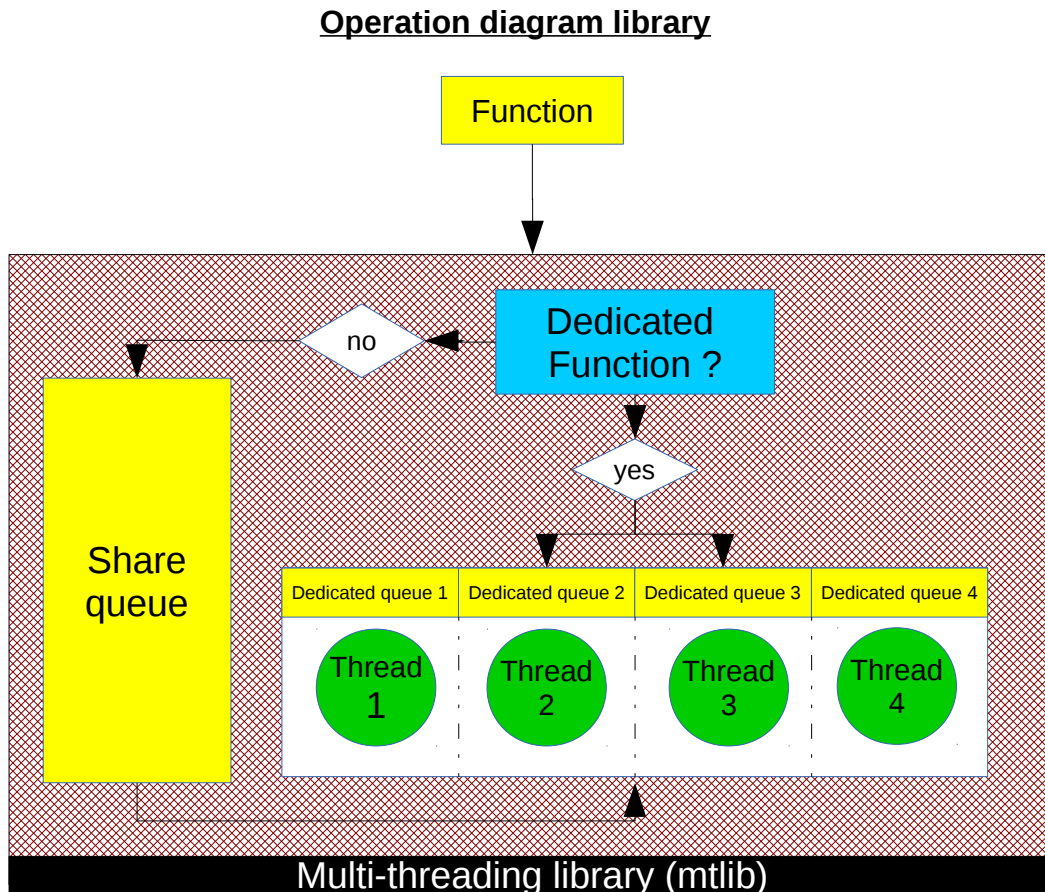 Operation diagram library
Function
Dedicated
Function ?
no
yes
Share
queue
Dedicated queue 1
Dedicated queue 2
Dedicated queue 3
Dedicated queue 4
Thread
1
Thread
2
Thread
3
Thread
4
Multi-threading library (mtlib)